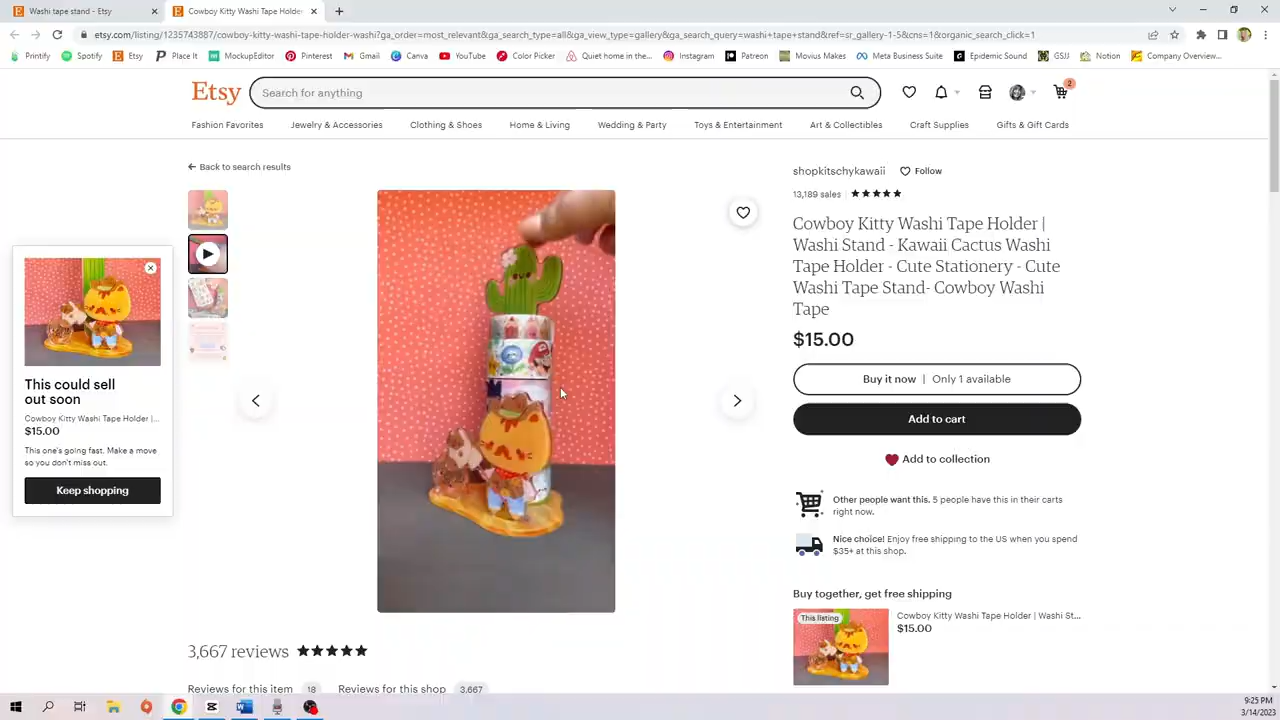 Washi tape stand - Etsy
Cowboy Kitty Washi Tape Holder
etsy.com/listing/1235743887/cowboy-kitty-washi-tape-holder-washi?ga_order=most_relevant&ga_search_type=all&ga_view_type=gallery&ga_search_query=washi+tape+stand&ref=sr_gallery-1-5&cns=1&organic_search_click=1
Printify
Spotify
Etsy
Place It
MockupEditor
Pinterest
Gmail
Canva
YouTube
Color Picker
Quiet home in the...
Instagram
Patreon
Movius Makes
Meta Business Suite
Epidemic Sound
GSJJ
Notion
Company Overview...
Etsy
Search for anything
2
Fashion Favorites
Jewelry & Accessories
Clothing & Shoes
Home & Living
Wedding & Party
Toys & Entertainment
Art & Collectibles
Craft Supplies
Gifts & Gift Cards
Back to search results
This could sell
out soon
Cowboy Kitty Washi Tape Holder |...
$15.00
This one's going fast. Make a move
so you don't miss out.
Keep shopping
shopkitschykawaii
Follow
13,189 sales
Cowboy Kitty Washi Tape Holder |
Washi Stand - Kawaii Cactus Washi
Tape Holder - Cute Stationery - Cute
Washi Tape Stand- Cowboy Washi
Tape
$15.00
Buy it now | Only 1 available
Add to cart
Add to collection
Other people want this. 5 people have this in their carts
right now.
Nice choice! Enjoy free shipping to the US when you spend
$35+ at this shop.
Buy together, get free shipping
This listing
Cowboy Kitty Washi Tape Holder | Washi St...
$15.00
3,667 reviews
Reviews for this item 18
Reviews for this shop 3,667
9:25 PM
3/14/2023